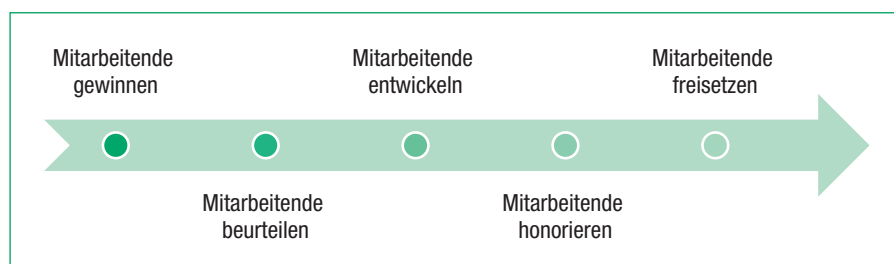 Mitarbeitende
gewinnen
Mitarbeitende
beurteilen
Mitarbeitende
entwickeln
Mitarbeitende
honorieren
Mitarbeitende
freisetzen